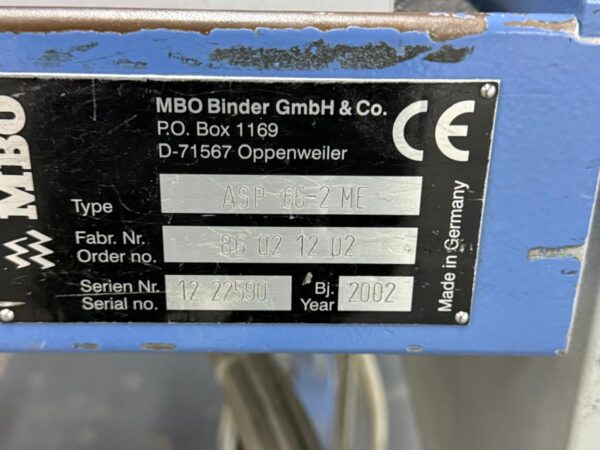 MBO
MBO Binder GmbH & Co.
P.O. Box 1169
D-71567 Oppenweiler
CE
Type ASP 66-2 ME
Fabr. Nr.
Order no. 86 02 12 02
Serien Nr. Bj.
Serial no. 12 22590 Year 2002
Made in Germany